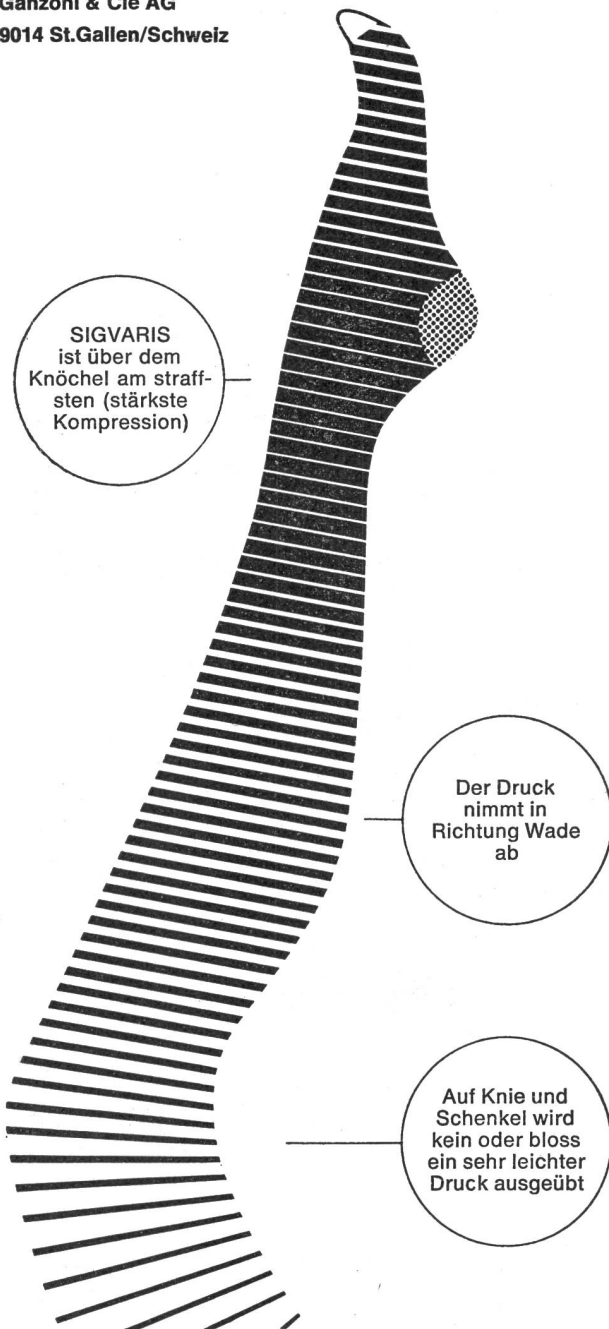 Ganzoni & Cie AG
9014 St.Gallen/Schweiz
SIGVARIS
ist über dem
Knöchel am straff-
sten (stärkste
Kompression)
Der Druck
nimmt in
Richtung Wade
ab
Auf Knie und
Schenkel wird
kein oder bloss
ein sehr leichter
Druck ausgeübt